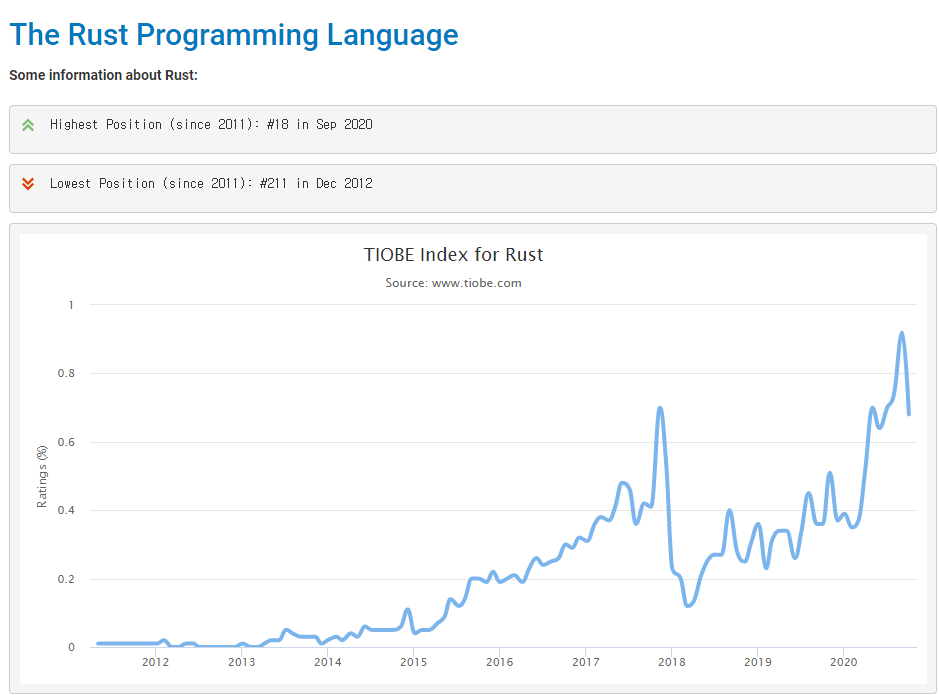 The Rust Programming Language
Some information about Rust:
Highest Position (since 2011): #18 in Sep 2020
Lowest Position (since 2011): #211 in Dec 2012
TIOBE Index for Rust
Source: www.tiobe.com
Ratings (%)
1
0.8
0.6
0.4
0.2
0
2012 2013 2014 2015 2016 2017 2018 2019 2020